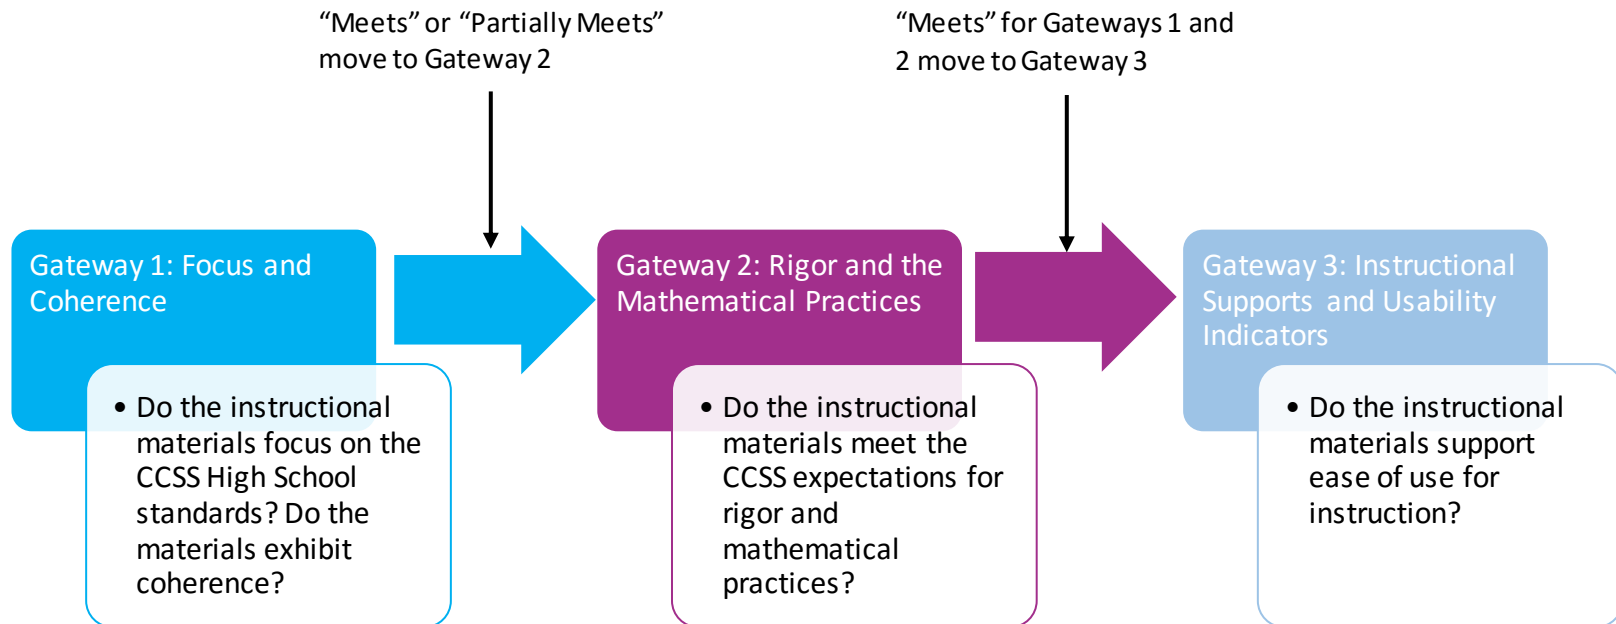 “Meets” or “Partially Meets”
move to Gateway 2
“Meets” for Gateways 1 and
2 move to Gateway 3
Gateway 1: Focus and
Coherence
• Do the instructional
materials focus on the
CCSS High School
standards? Do the
materials exhibit
coherence?
Gateway 2: Rigor and the
Mathematical Practices
• Do the instructional
materials meet the
CCSS expectations for
rigor and
mathematical
practices?
Gateway 3: Instructional
Supports and Usability
Indicators
• Do the instructional
materials support
ease of use for
instruction?